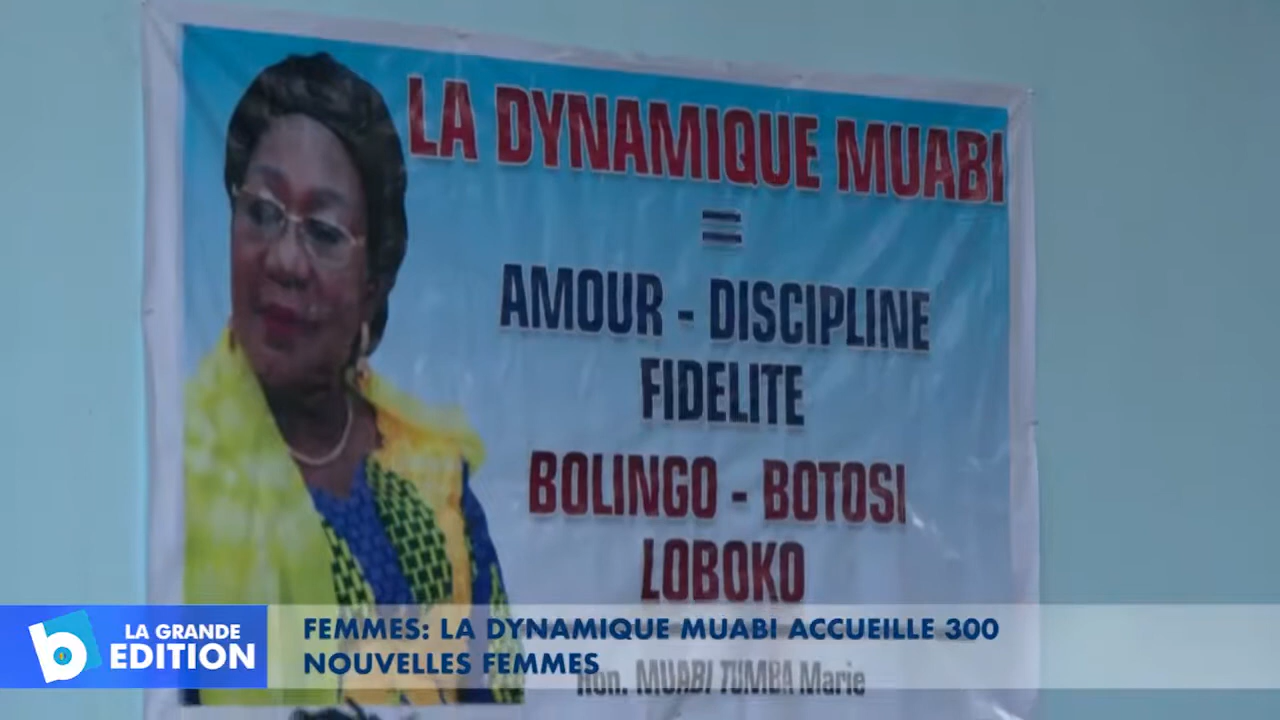 LA DYNAMIQUE MUABI
=
AMOUR - DISCIPLINE
FIDELITE
BOLINGO - BOTOSI
LOBOKO
Hon. MUABI TUMBA Marie
b
LA GRANDE
EDITION
FEMMES: LA DYNAMIQUE MUABI ACCUEILLE 300
NOUVELLES FEMMES